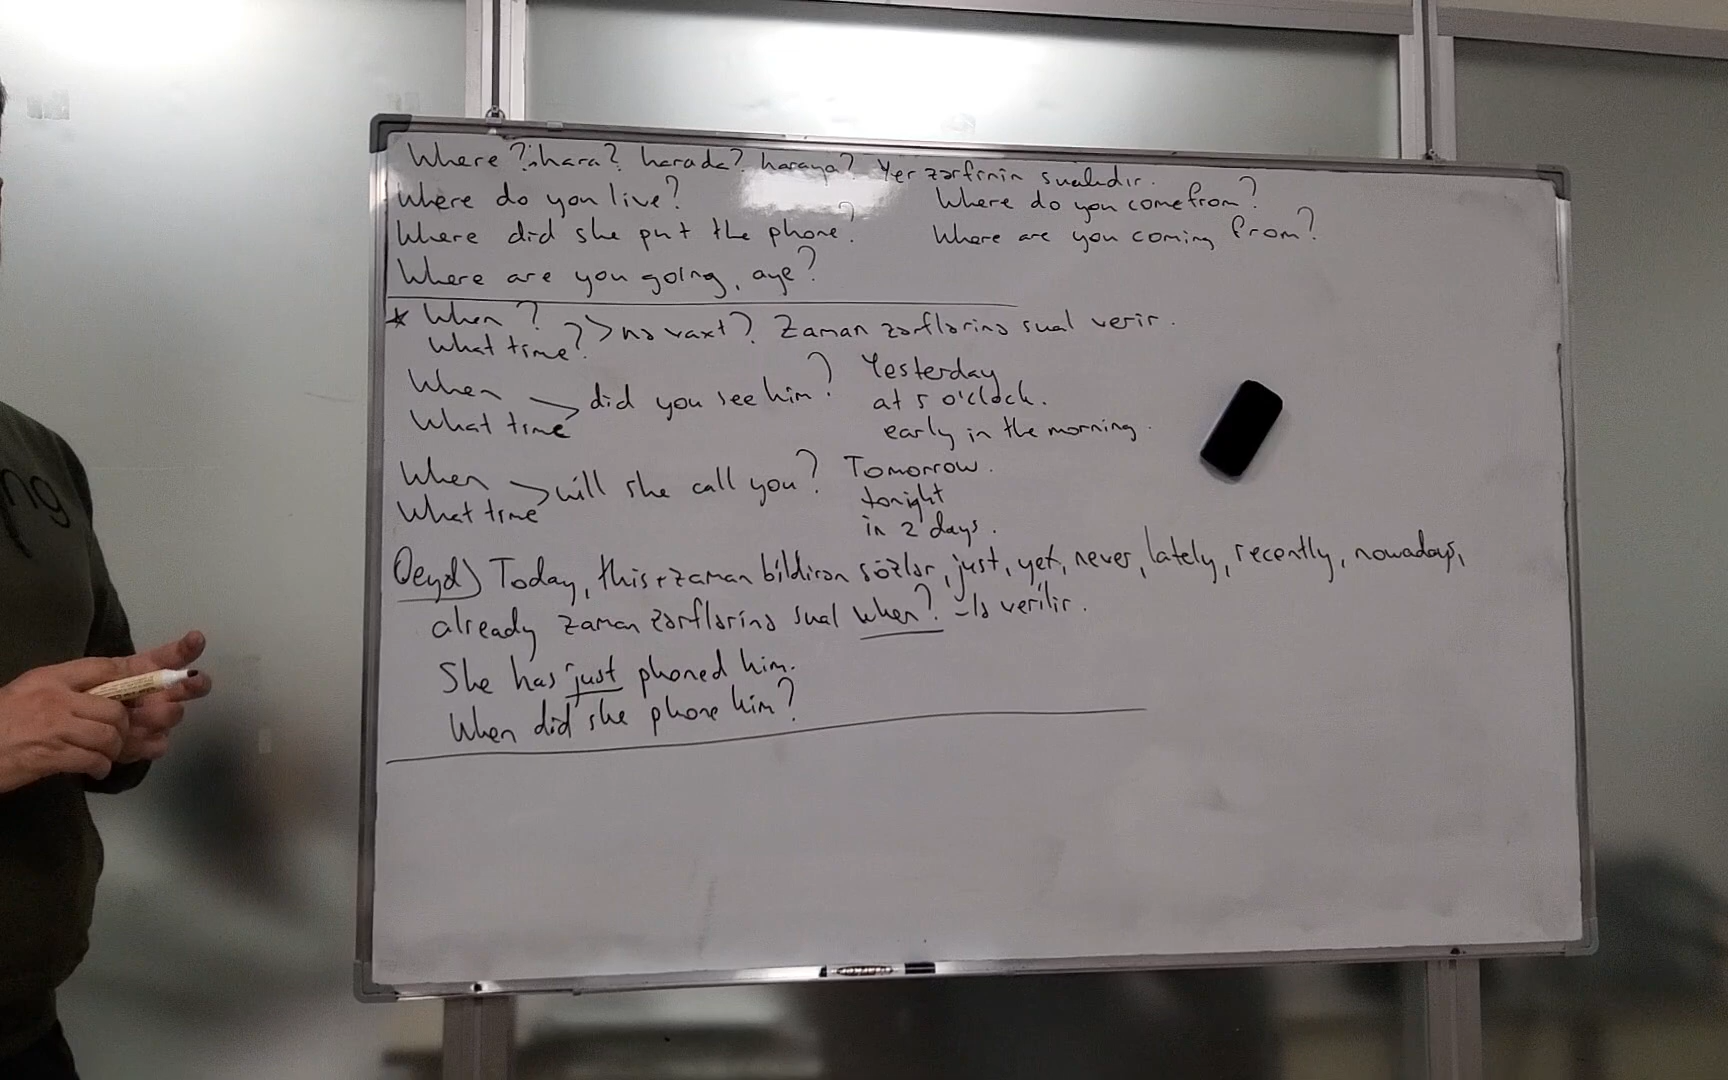 Where?: hara? harada? haraya? Yer zərfinin sualıdır.
Where do you live?
Where do you come from?
Where did she put the phone?
Where are you coming from?
Where are you going, aye?
* When?
What time? > nə vaxt? Zaman zərflərinə sual verir.
When
What time > did you see him? Yesterday
at 5 o'clock.
early in the morning.
When
What time > will she call you? Tomorrow.
tonight
in 2 days.
Qeyd) Today, this + zaman bildirən sözlər, just, yet, never, lately, recently, nowadays,
already zaman zərflərinə sual when? -lə verilir.
She has just phoned him.
When did she phone him?
ng